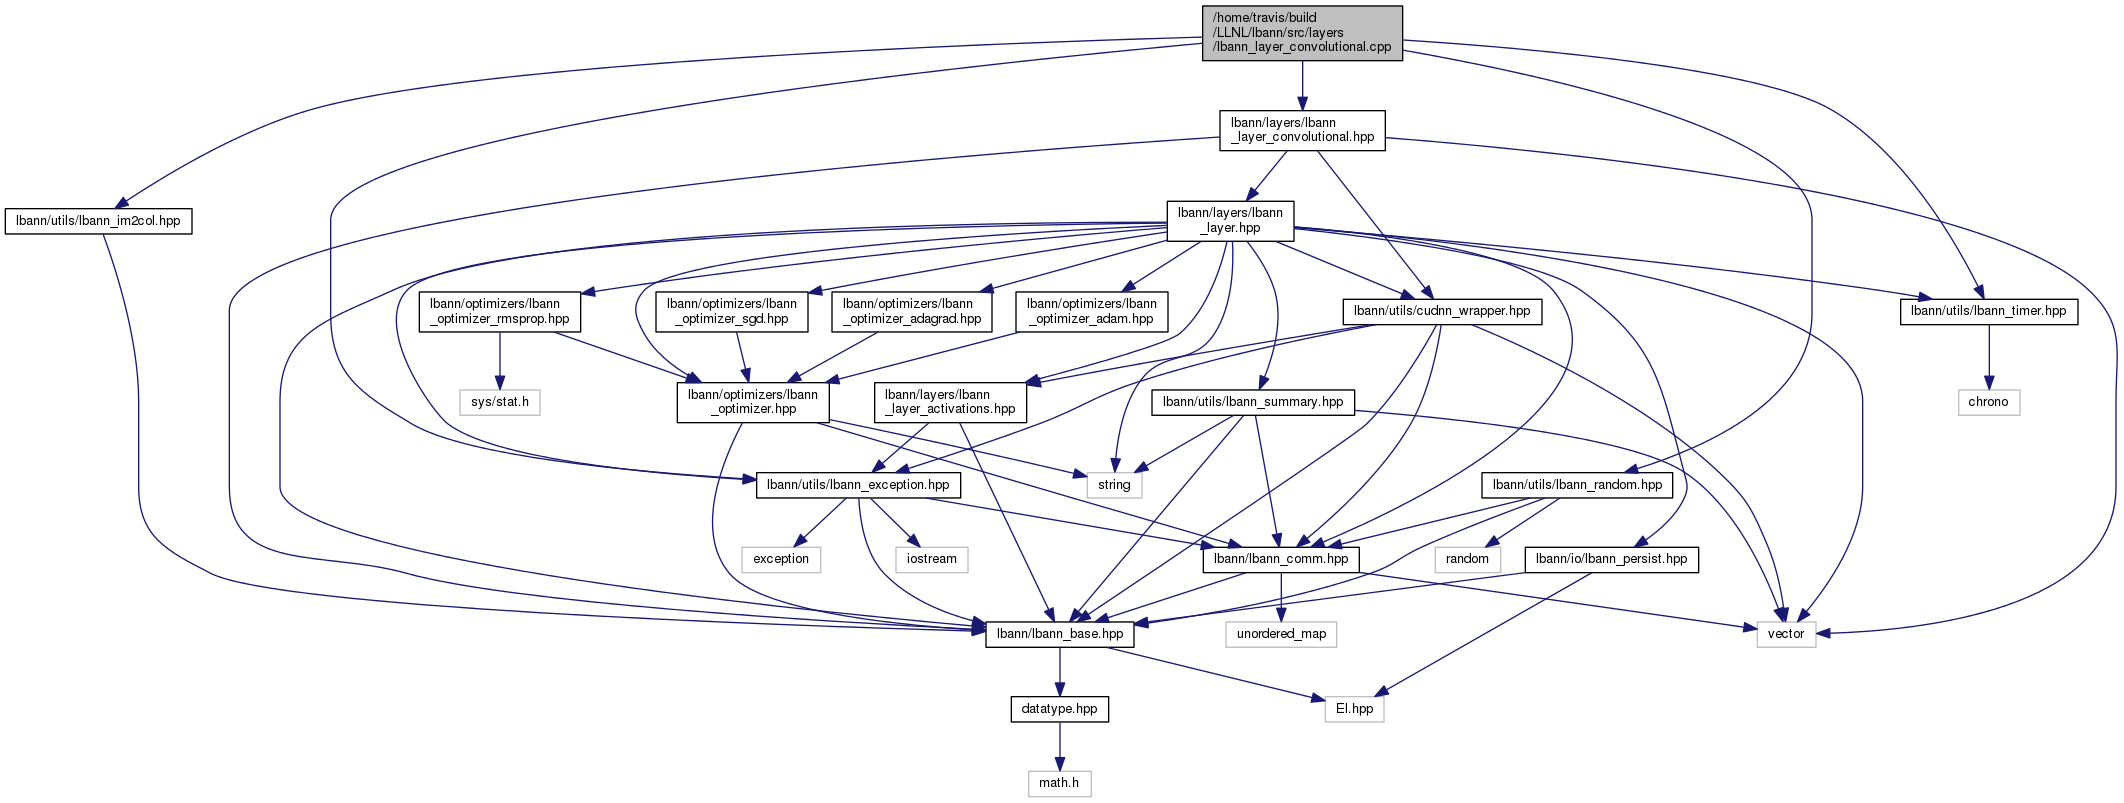 /home/travis/build
/LLNL/lbann/src/layers
/lbann_layer_convolutional.cpp
lbann/layers/lbann
_layer_convolutional.hpp
lbann/utils/lbann_im2col.hpp
lbann/layers/lbann
_layer.hpp
lbann/optimizers/lbann
_optimizer_rmsprop.hpp
lbann/optimizers/lbann
_optimizer_sgd.hpp
lbann/optimizers/lbann
_optimizer_adagrad.hpp
lbann/optimizers/lbann
_optimizer_adam.hpp
lbann/utils/cudnn_wrapper.hpp
lbann/utils/lbann_timer.hpp
sys/stat.h
lbann/optimizers/lbann
_optimizer.hpp
lbann/layers/lbann
_layer_activations.hpp
lbann/utils/lbann_summary.hpp
chrono
lbann/utils/lbann_exception.hpp
string
lbann/utils/lbann_random.hpp
exception
iostream
lbann/lbann_comm.hpp
random
lbann/io/lbann_persist.hpp
lbann/lbann_base.hpp
unordered_map
vector
datatype.hpp
El.hpp
math.h